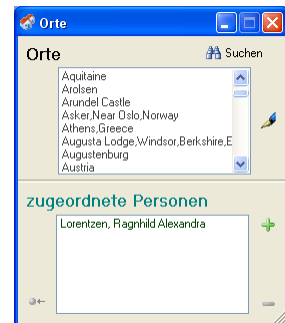 Orte
Orte
Suchen
Aquitaine
Arolsen
Arundel Castle
Asker,Near Oslo,Norway
Athens,Greece
Augusta Lodge,Windsor,Berkshire,E
Augustenburg
Austria
zugeordnete Personen
Lorentzen, Ragnhild Alexandra